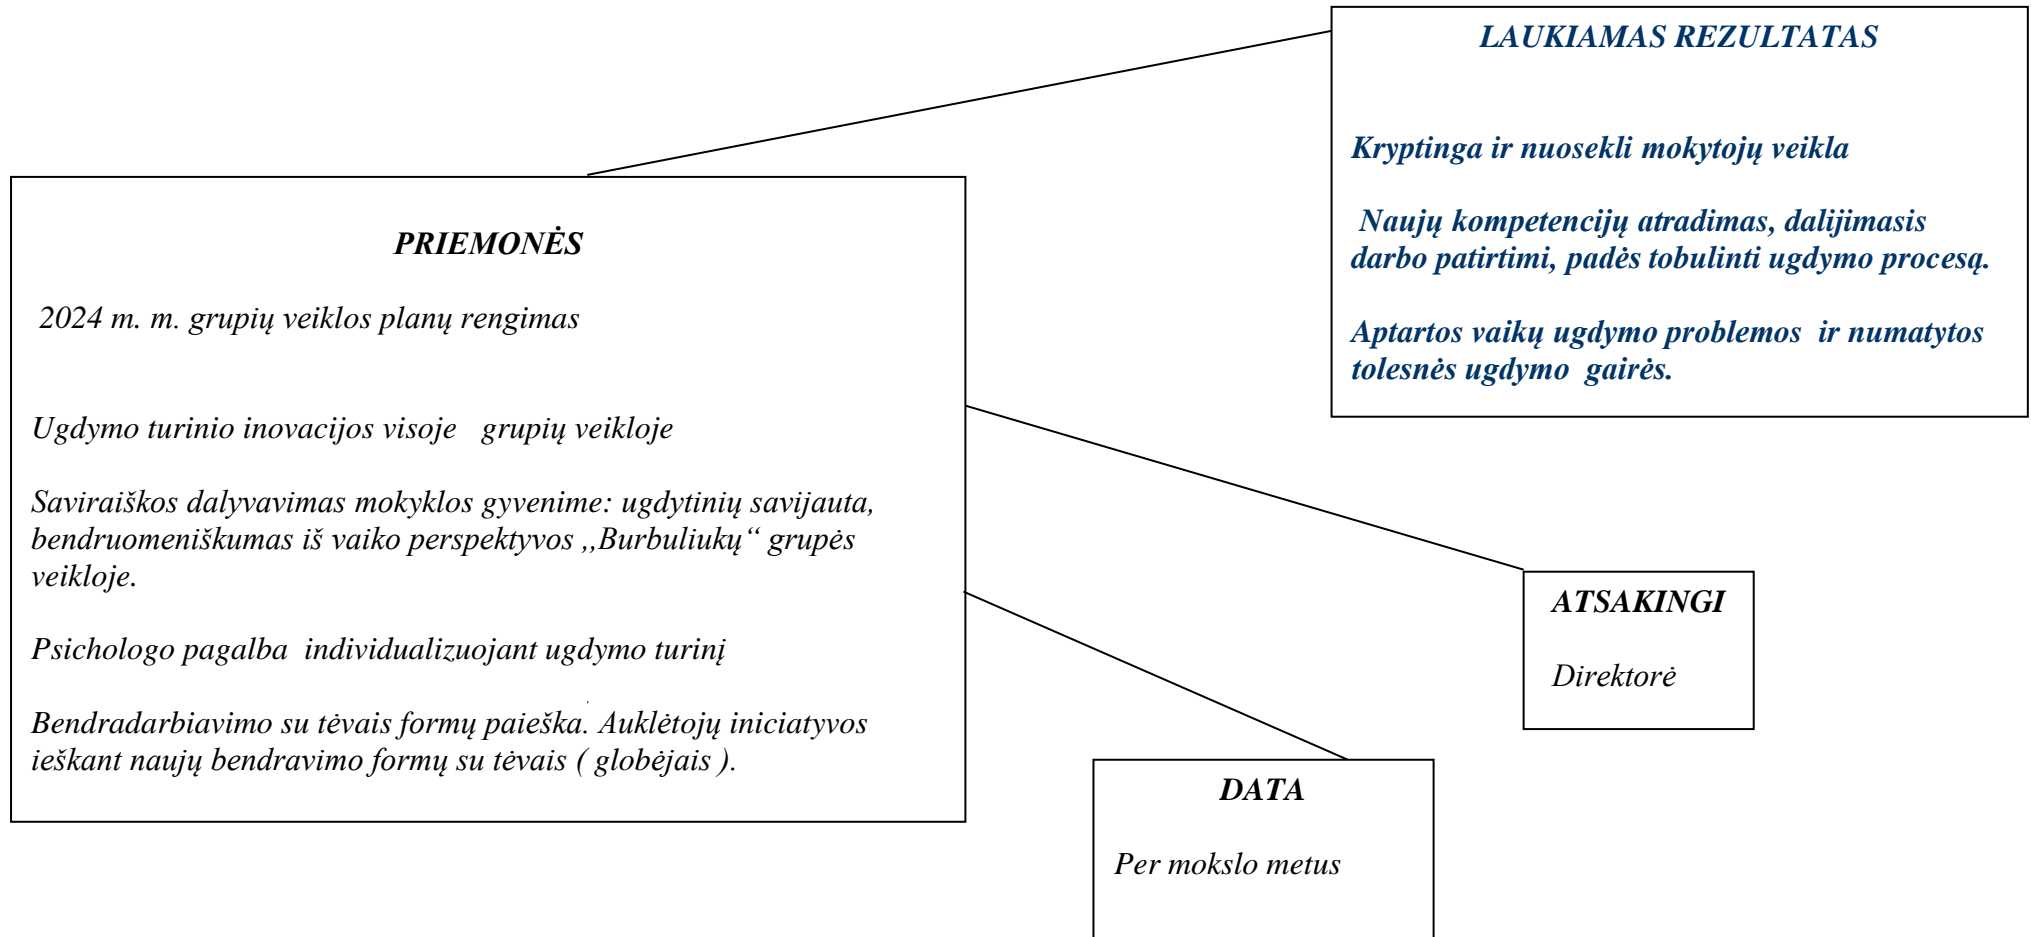 LAUKIAMAS REZULTATAS
Kryptinga ir nuosekli mokytojų veikla
Naujų kompetencijų atradimas, dalijimasis
darbo patirtimi, padės tobulinti ugdymo procesą.
Aptartos vaikų ugdymo problemos ir numatytos
tolesnės ugdymo gairės.
PRIEMONĖS
2024 m. m. grupių veiklos planų rengimas
Ugdymo turinio inovacijos visoje grupių veikloje
Saviraiškos dalyvavimas mokyklos gyvenime: ugdytinių savijauta,
bendruomeniškumas iš vaiko perspektyvos ,,Burbuliukų“ grupės
veikloje.
Psichologo pagalba individualizuojant ugdymo turinį
Bendradarbiavimo su tėvais formų paieška. Auklėtojų iniciatyvos
ieškant naujų bendravimo formų su tėvais ( globėjais ).
ATSAKINGI
Direktorė
DATA
Per mokslo metus